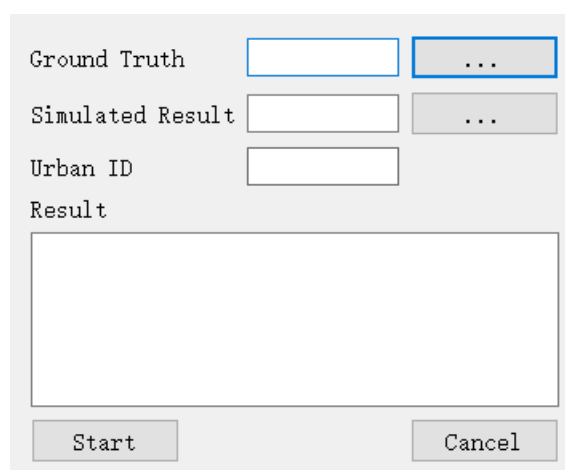 Ground Truth ...
Simulated Result ...
Urban ID
Result
Start Cancel